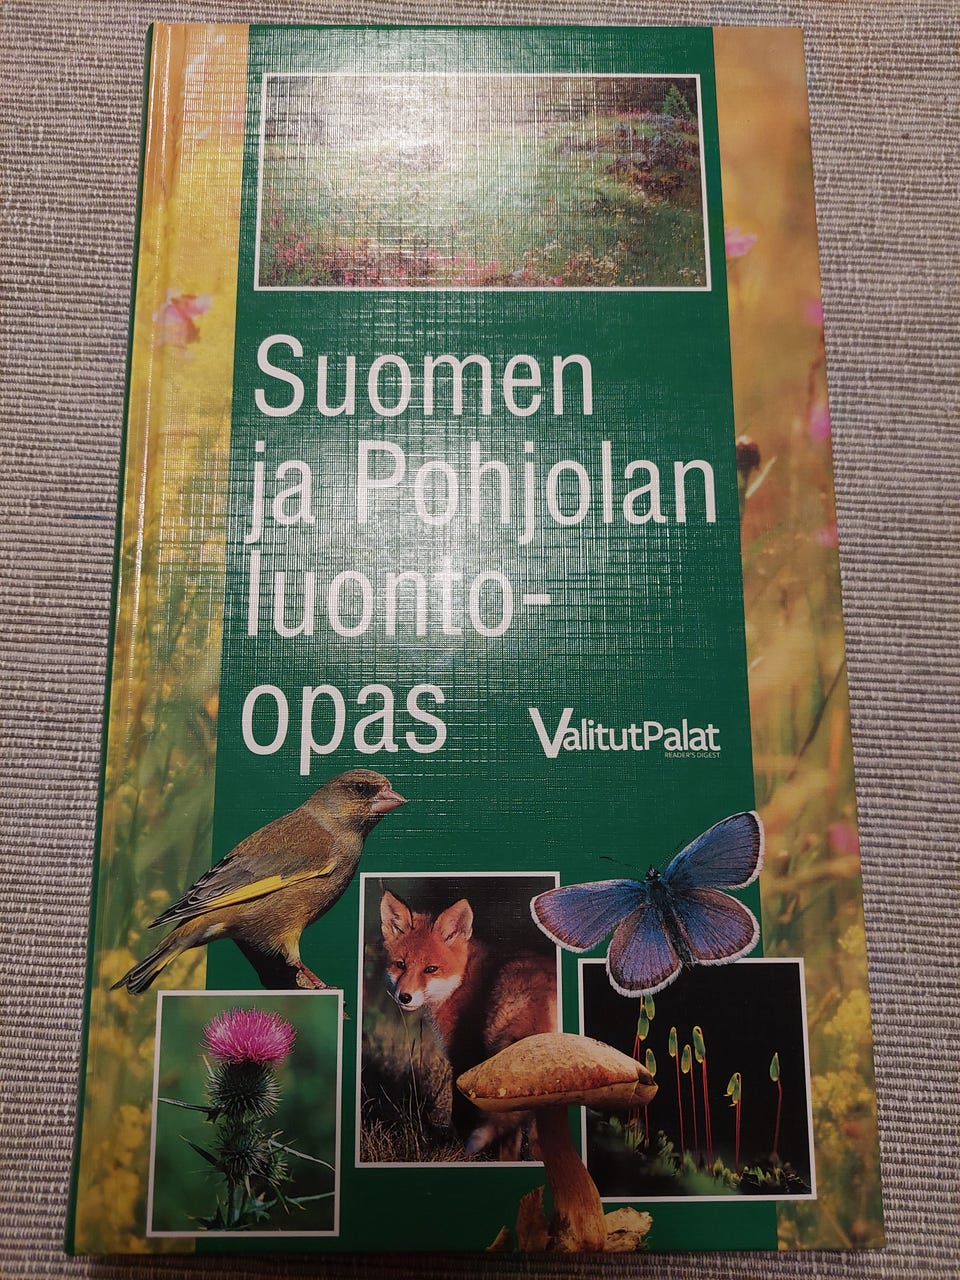 Suomen
ja Pohjolan
luonto-
opas
ValitutPalat
READER'S DIGEST